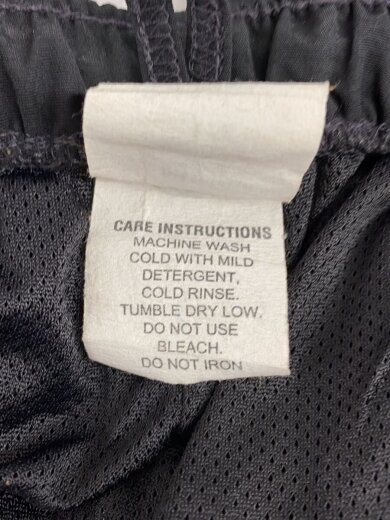 CARE INSTRUCTIONS
MACHINE WASH
COLD WITH MILD
DETERGENT,
COLD RINSE.
TUMBLE DRY LOW.
DO NOT USE
BLEACH.
DO NOT IRON